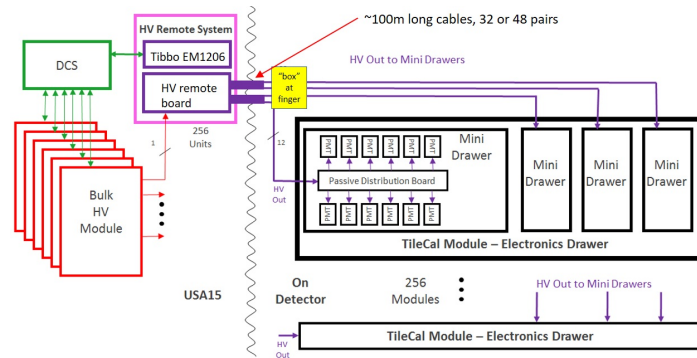 ~100m long cables, 32 or 48 pairs
HV Remote System
Tibbo EM1206
DCS
HV remote
board
"box"
at
finger
HV Out to Mini Drawers
1
256
Units
12
Bulk
HV
Module
HV
Out
PMT PMT PMT PMT PMT PMT
Passive Distribution Board
PMT PMT PMT PMT PMT PMT
Mini
Drawer
Mini
Drawer
Mini
Drawer
Mini
Drawer
TileCal Module – Electronics Drawer
USA15
On
Detector
256
Modules
HV Out to Mini Drawers
HV
Out
TileCal Module – Electronics Drawer